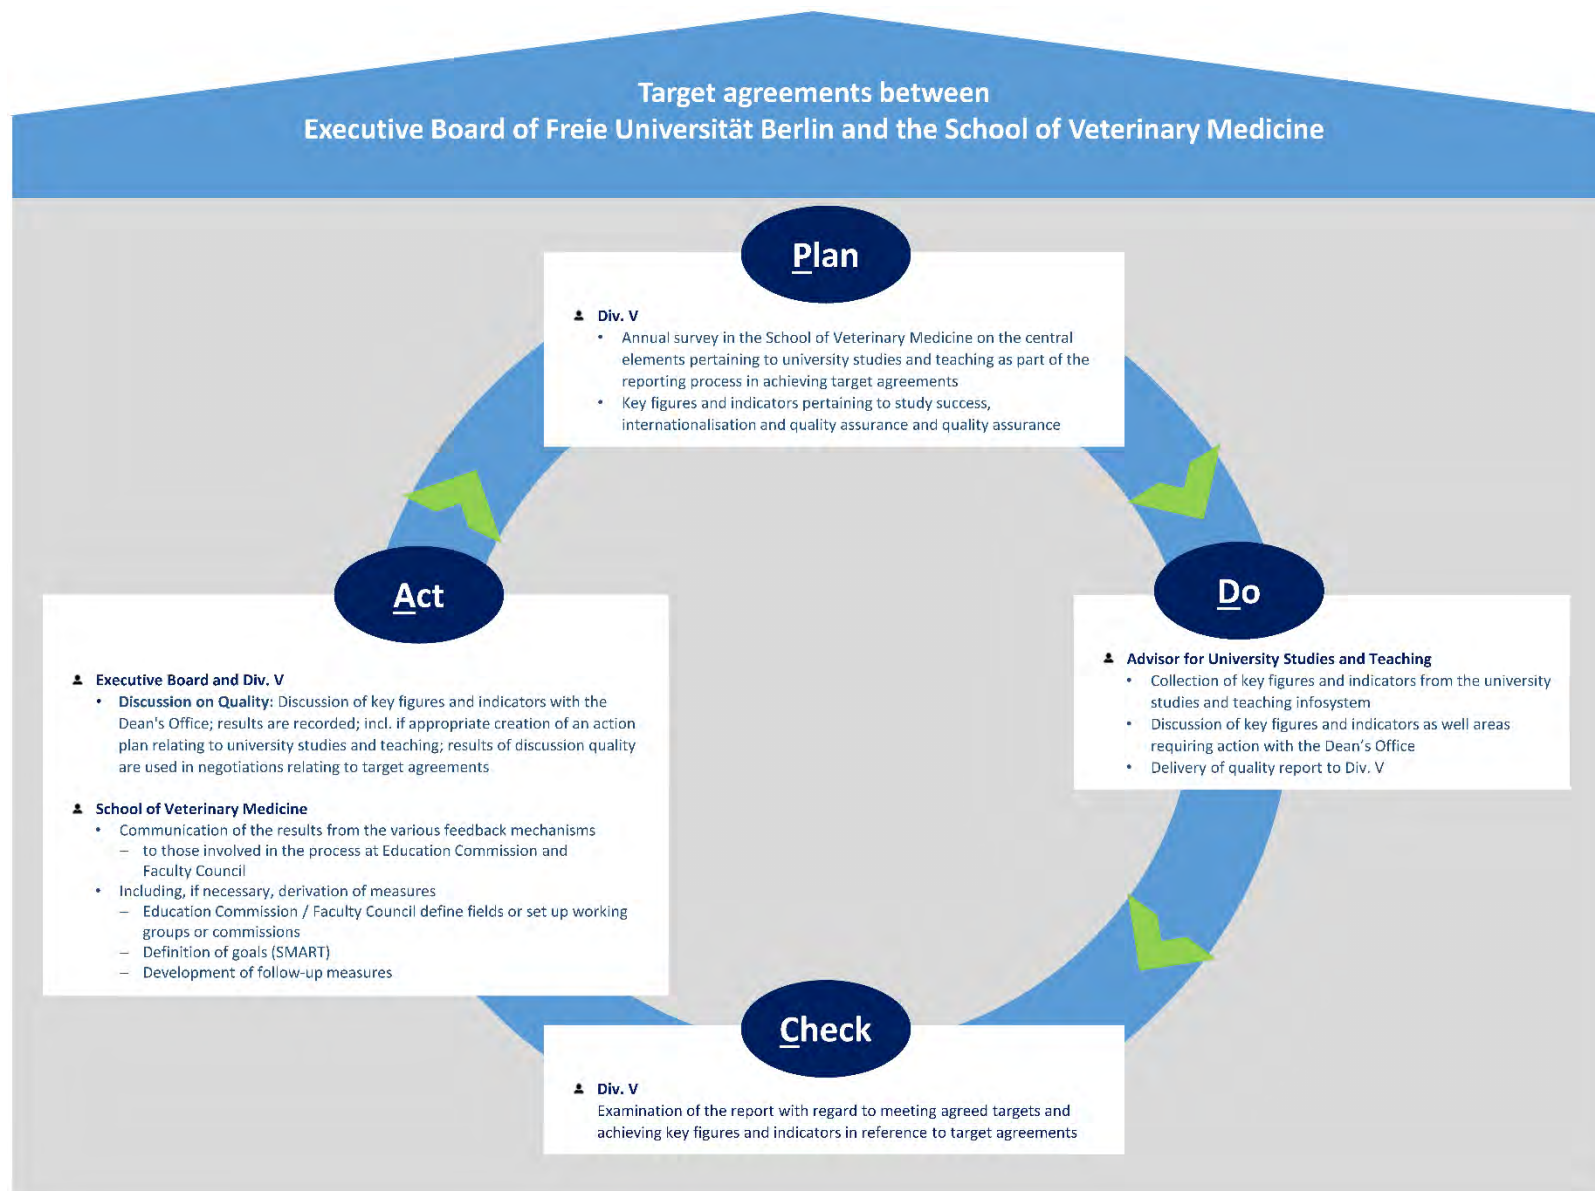 Target agreements between
Executive Board of Freie Universität Berlin and the School of Veterinary Medicine
Plan
Div. V
• Annual survey in the School of Veterinary Medicine on the central
elements pertaining to university studies and teaching as part of the
reporting process in achieving target agreements
• Key figures and indicators pertaining to study success,
internationalisation and quality assurance and quality assurance
Do
Advisor for University Studies and Teaching
• Collection of key figures and indicators from the university
studies and teaching infosystem
• Discussion of key figures and indicators as well areas
requiring action with the Dean's Office
• Delivery of quality report to Div. V
Check
Div. V
Examination of the report with regard to meeting agreed targets and
achieving key figures and indicators in reference to target agreements
Act
Executive Board and Div. V
• Discussion on Quality: Discussion of key figures and indicators with the
Dean's Office; results are recorded; incl. if appropriate creation of an action
plan relating to university studies and teaching; results of discussion quality
are used in negotiations relating to target agreements
School of Veterinary Medicine
• Communication of the results from the various feedback mechanisms
– to those involved in the process at Education Commission and
Faculty Council
• Including, if necessary, derivation of measures
– Education Commission / Faculty Council define fields or set up working
groups or commissions
– Definition of goals (SMART)
– Development of follow-up measures